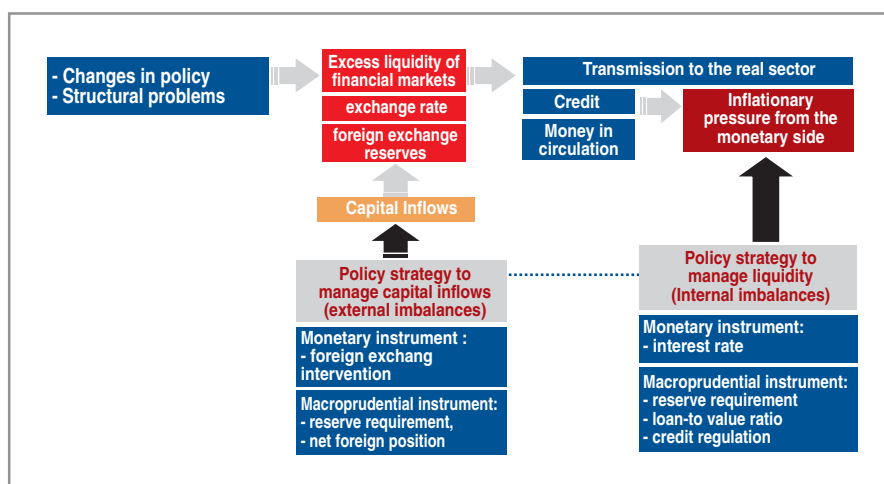 - Changes in policy
- Structural problems
Excess liquidity of
financial markets
exchange rate
foreign exchange
reserves
Capital Inflows
Transmission to the real sector
Credit
Money in
circulation
Inflationary
pressure from the
monetary side
Policy strategy to
manage capital inflows
(external imbalances)
Monetary instrument :
- foreign exchang
intervention
Macroprudential instrument:
- reserve requirement,
- net foreign position
Policy strategy to
manage liquidity
(Internal imbalances)
Monetary instrument:
- interest rate
Macroprudential instrument:
- reserve requirement
- loan-to value ratio
- credit regulation